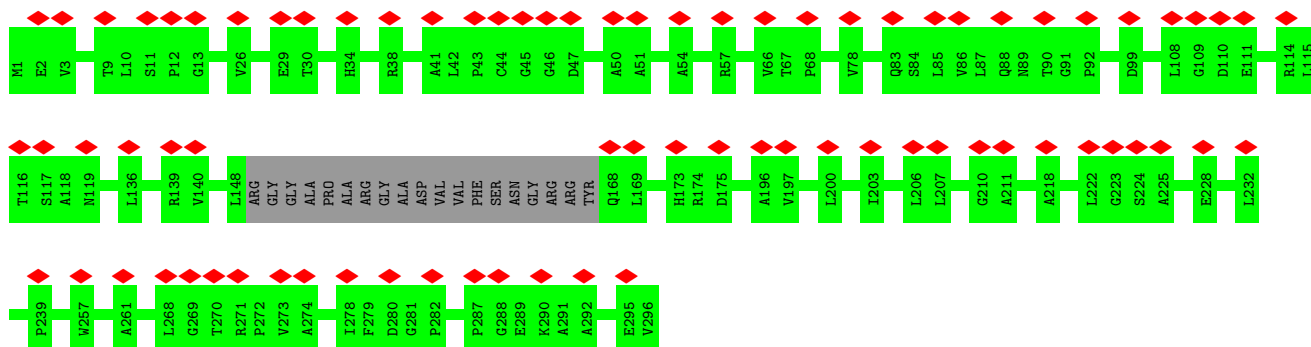 M1 E2 V3 T9 L10 S11 P12 G13 V26 E29 T30 H34 R38 A41 L42 P43 C44 G45 G46 D47 A50 A51 A54 R57 V66 T67 P68 V78 Q83 S84 L85 V86 L87 Q88 N89 T90 G91 P92 D99 L108 G109 D110 E111 R114 L115
T116 S117 A118 N119 L136 R139 V140 L148 ARG GLY GLY ALA PRO ALA ARG GLY ALA ASP VAL VAL PHE SER ASN GLY ARG ARG TYR Q168 L169 H173 R174 D175 A196 V197 L200 I203 L206 L207 G210 A211 A218 L222 G223 S224 A225 E228 L232
P239 W257 A261 L268 G269 T270 R271 P272 V273 A274 I278 F279 D280 G281 P282 P287 G288 E289 K290 A291 A292 E295 V296